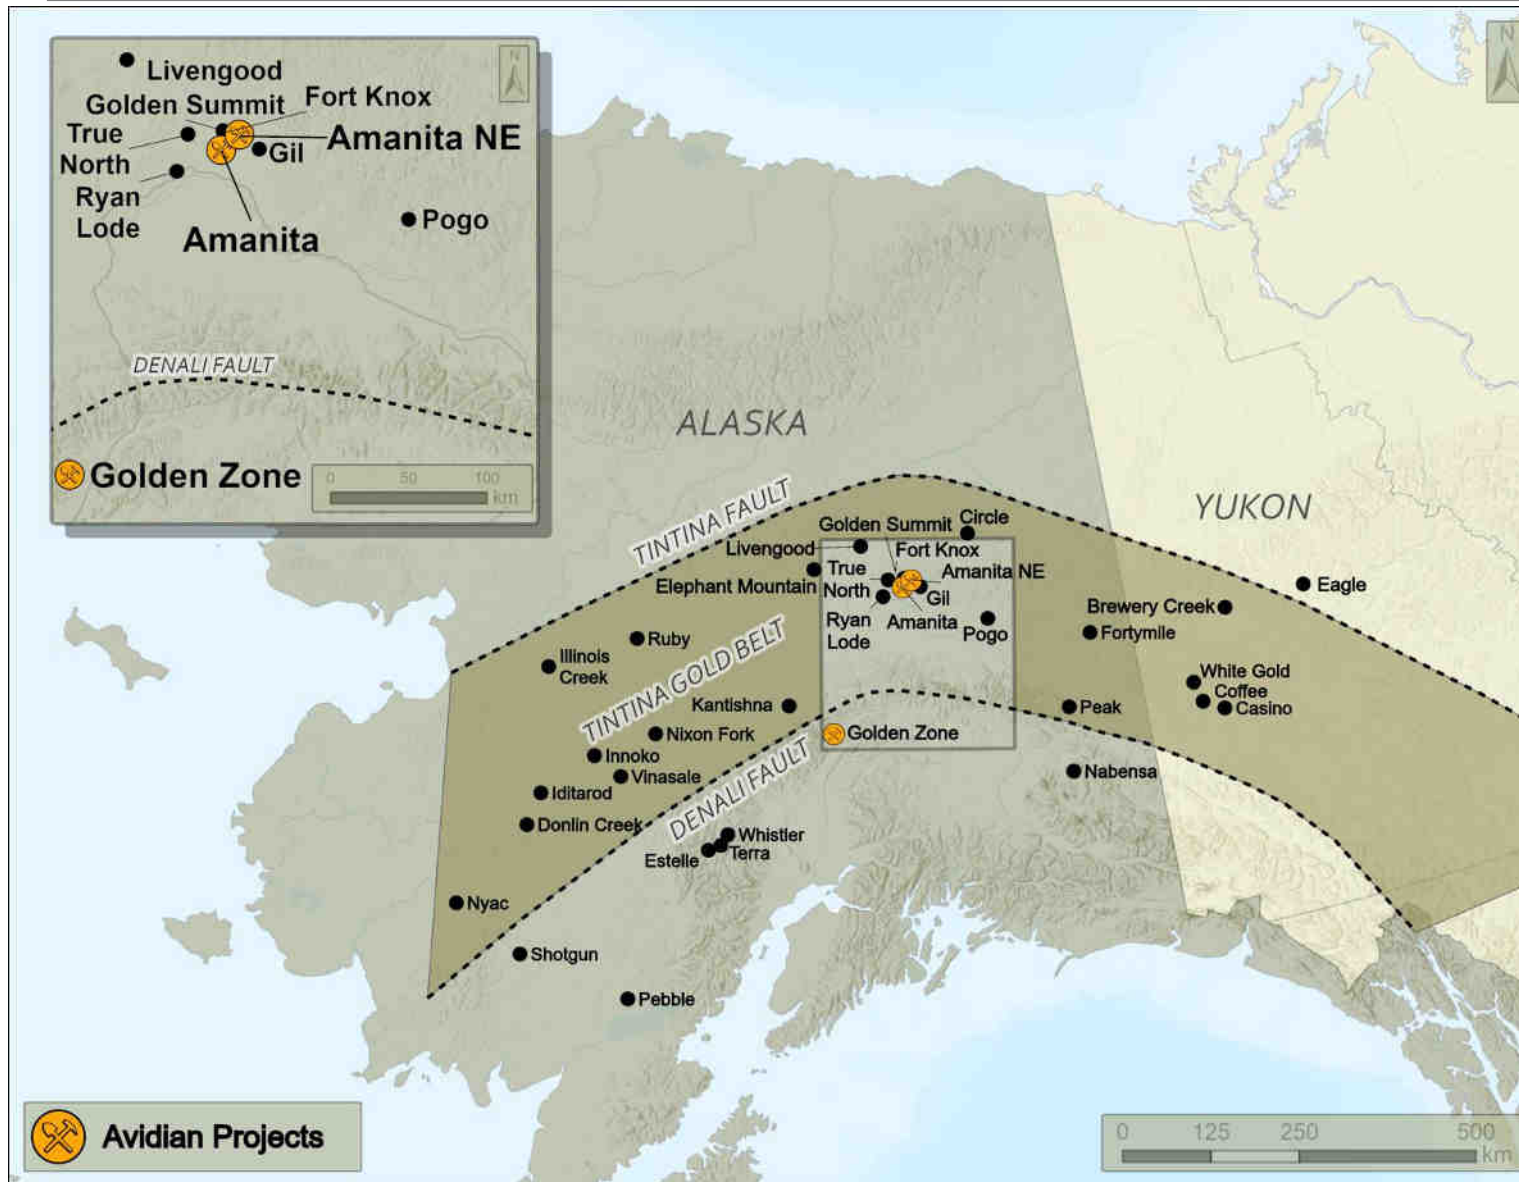 N
Livengood
Golden Summit
Fort Knox
True
North
Amanita NE
Gil
Ryan
Lode
Amanita
Pogo
DENALI FAULT
Golden Zone
0 50 100
km
N
ALASKA
YUKON
TINTINA FAULT
Golden Summit
Circle
Livengood
Fort Knox
Elephant Mountain
True
North
Amanita NE
Gil
Ryan
Lode
Amanita
Pogo
Eagle
Brewery Creek
Fortymile
Ruby
Illinois
Creek
TINTINA GOLD BELT
White Gold
Coffee
Casino
Kantishna
Peak
Nixon Fork
Golden Zone
Innoko
Vinasale
Nabensa
Iditarod
DENALI FAULT
Donlin Creek
Whistler
Terra
Estelle
Nyac
Shotgun
Pebble
Avidian Projects
0 125 250 500
km